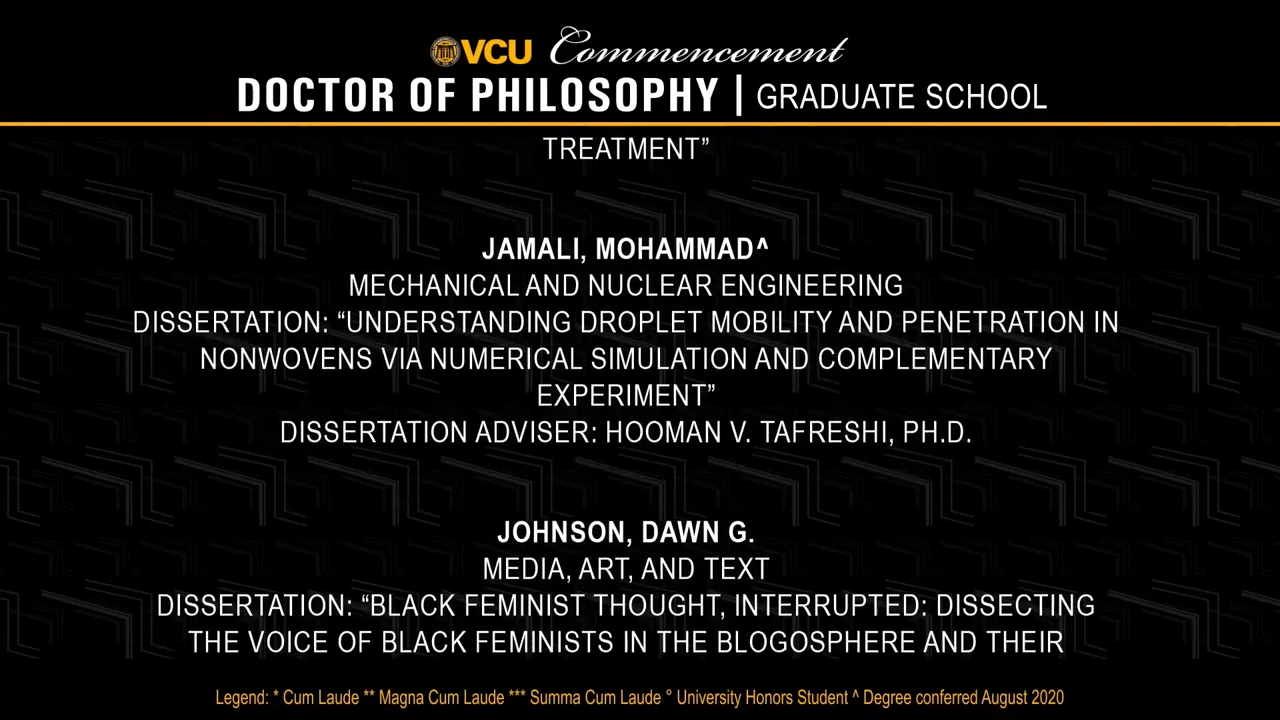 VCU Commencement
DOCTOR OF PHILOSOPHY | GRADUATE SCHOOL
TREATMENT”
JAMALI, MOHAMMAD^
MECHANICAL AND NUCLEAR ENGINEERING
DISSERTATION: “UNDERSTANDING DROPLET MOBILITY AND PENETRATION IN
NONWOVENS VIA NUMERICAL SIMULATION AND COMPLEMENTARY
EXPERIMENT”
DISSERTATION ADVISER: HOOMAN V. TAFRESHI, PH.D.
JOHNSON, DAWN G.
MEDIA, ART, AND TEXT
DISSERTATION: “BLACK FEMINIST THOUGHT, INTERRUPTED: DISSECTING
THE VOICE OF BLACK FEMINISTS IN THE BLOGOSPHERE AND THEIR
Legend: * Cum Laude ** Magna Cum Laude *** Summa Cum Laude ° University Honors Student ^ Degree conferred August 2020